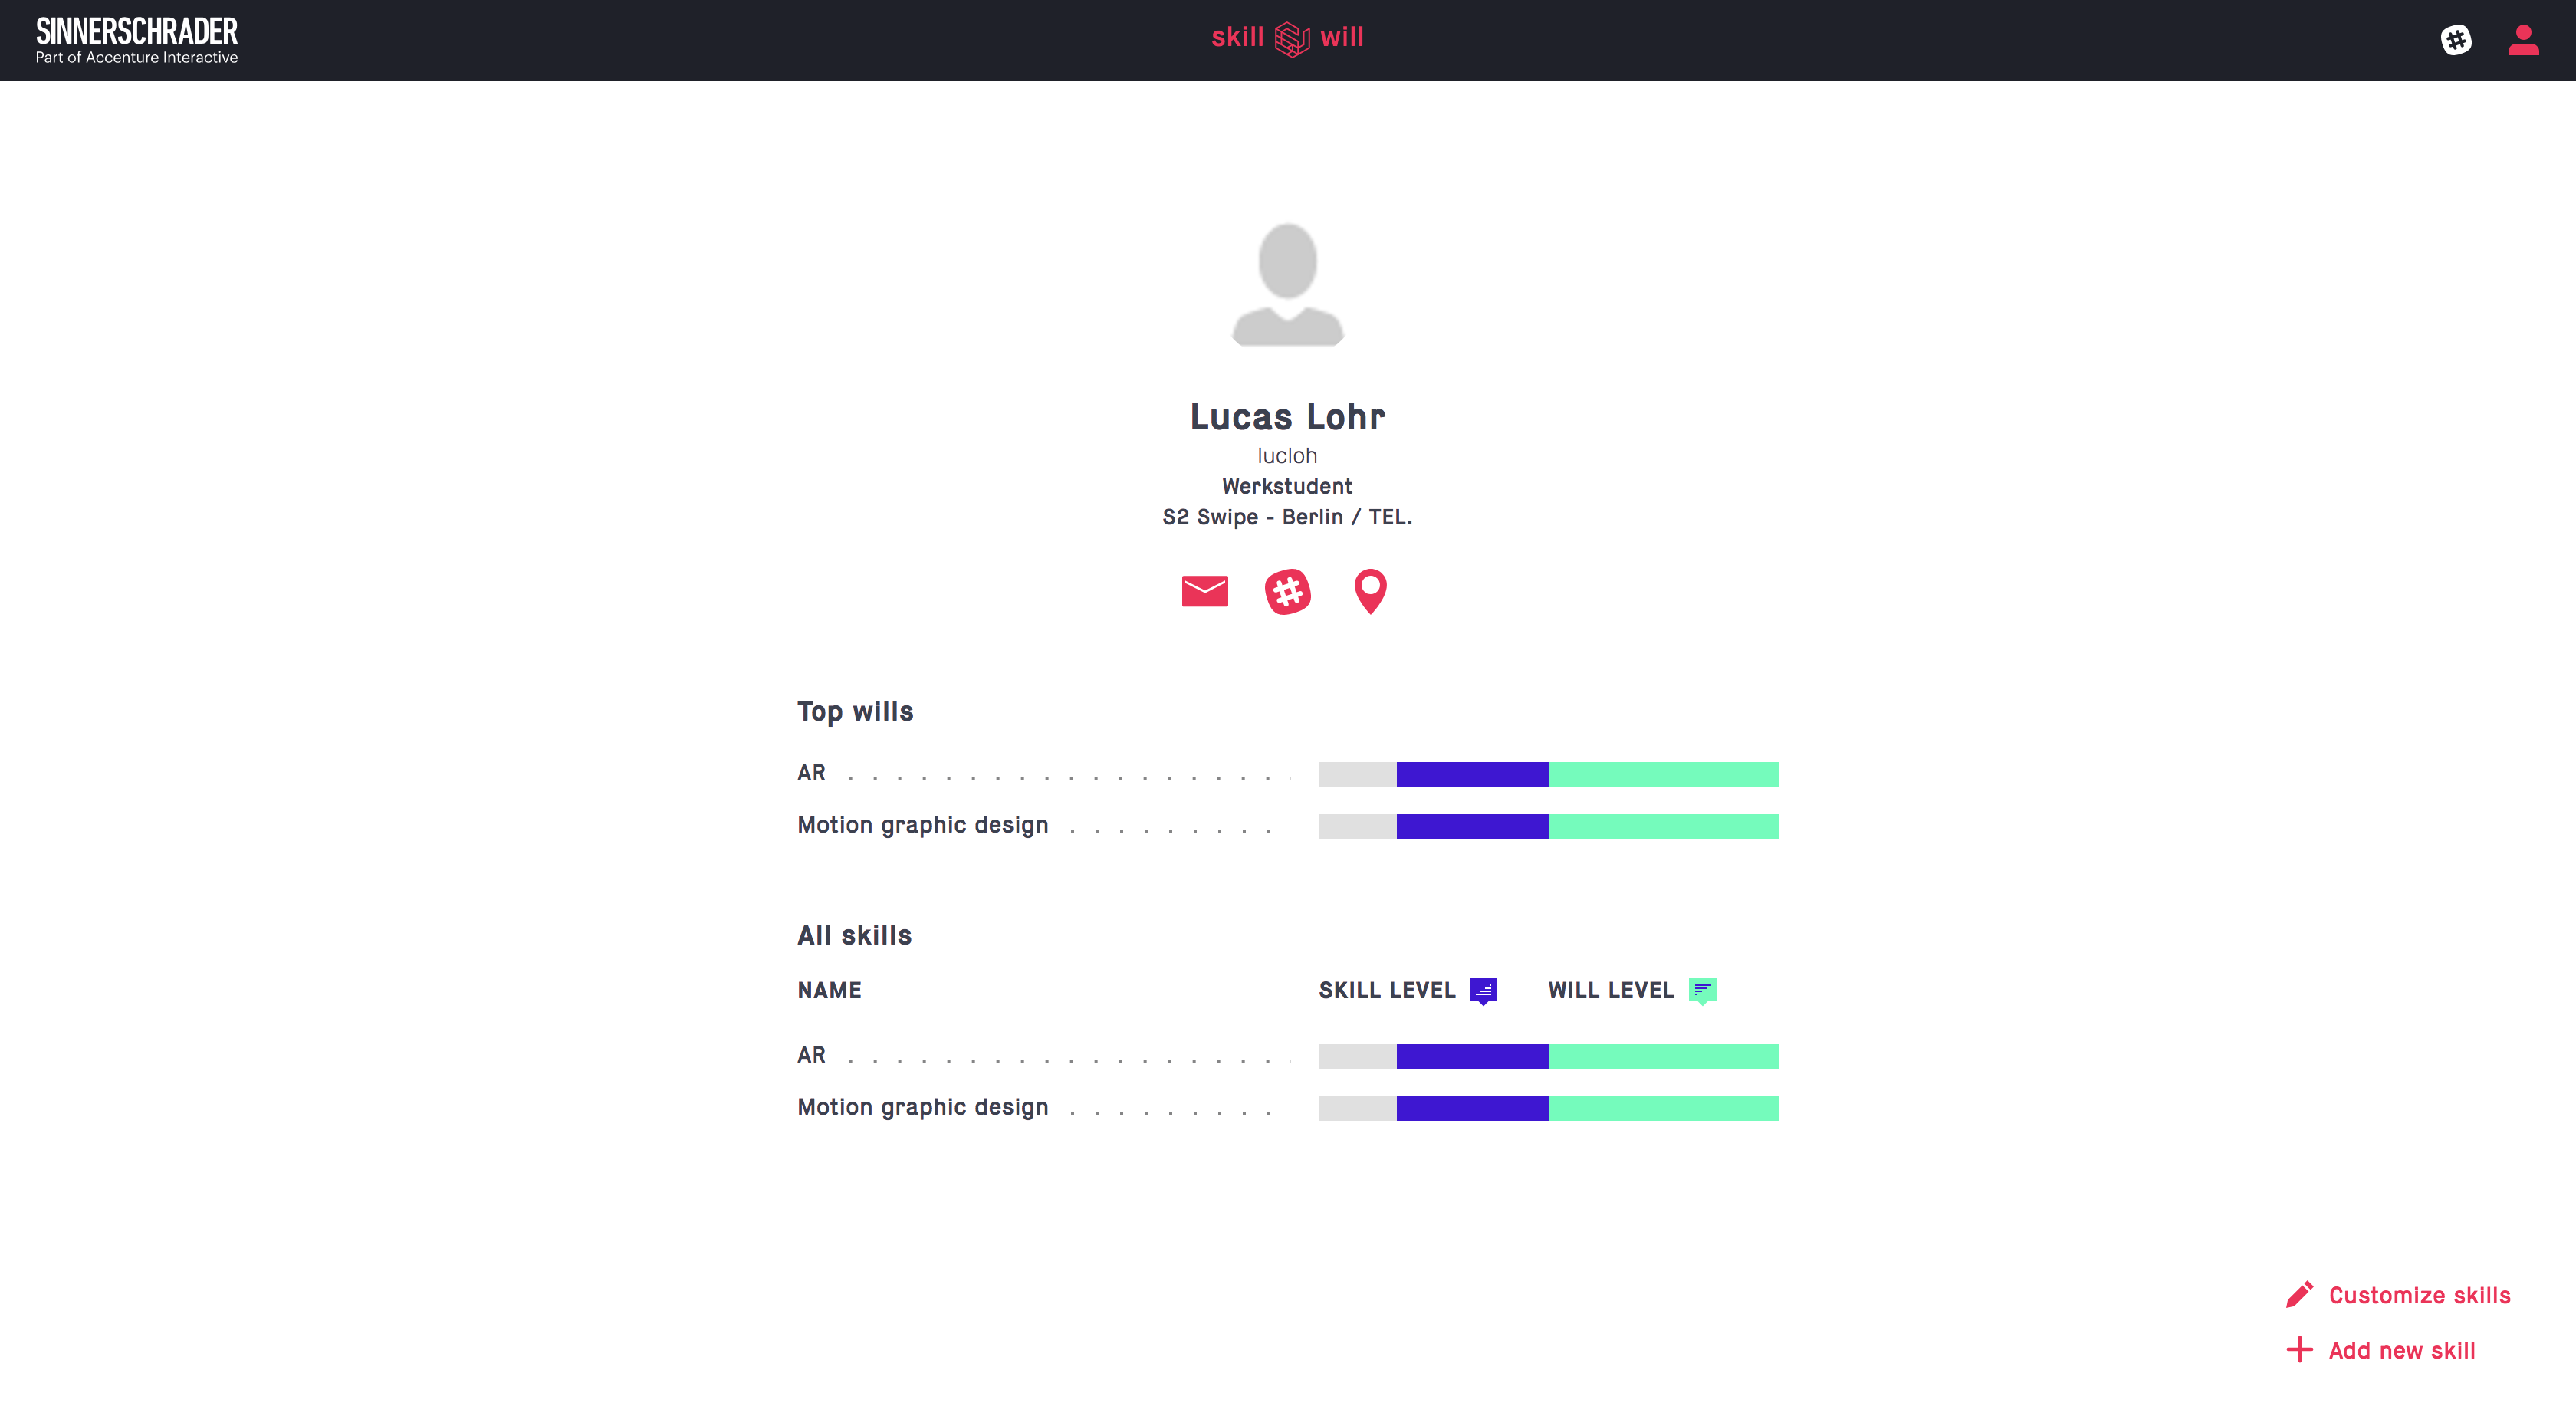 SINNERSCHRADER
Part of Accenture Interactive
skill will
Lucas Lohr
lucloh
Werkstudent
S2 Swipe - Berlin / TEL.
Top wills
AR . . . . . . . . . . . . . . . . . .
Motion graphic design . . . . . . . . .
All skills
NAME SKILL LEVEL WILL LEVEL
AR . . . . . . . . . . . . . . . . . .
Motion graphic design . . . . . . . . .
Customize skills
Add new skill